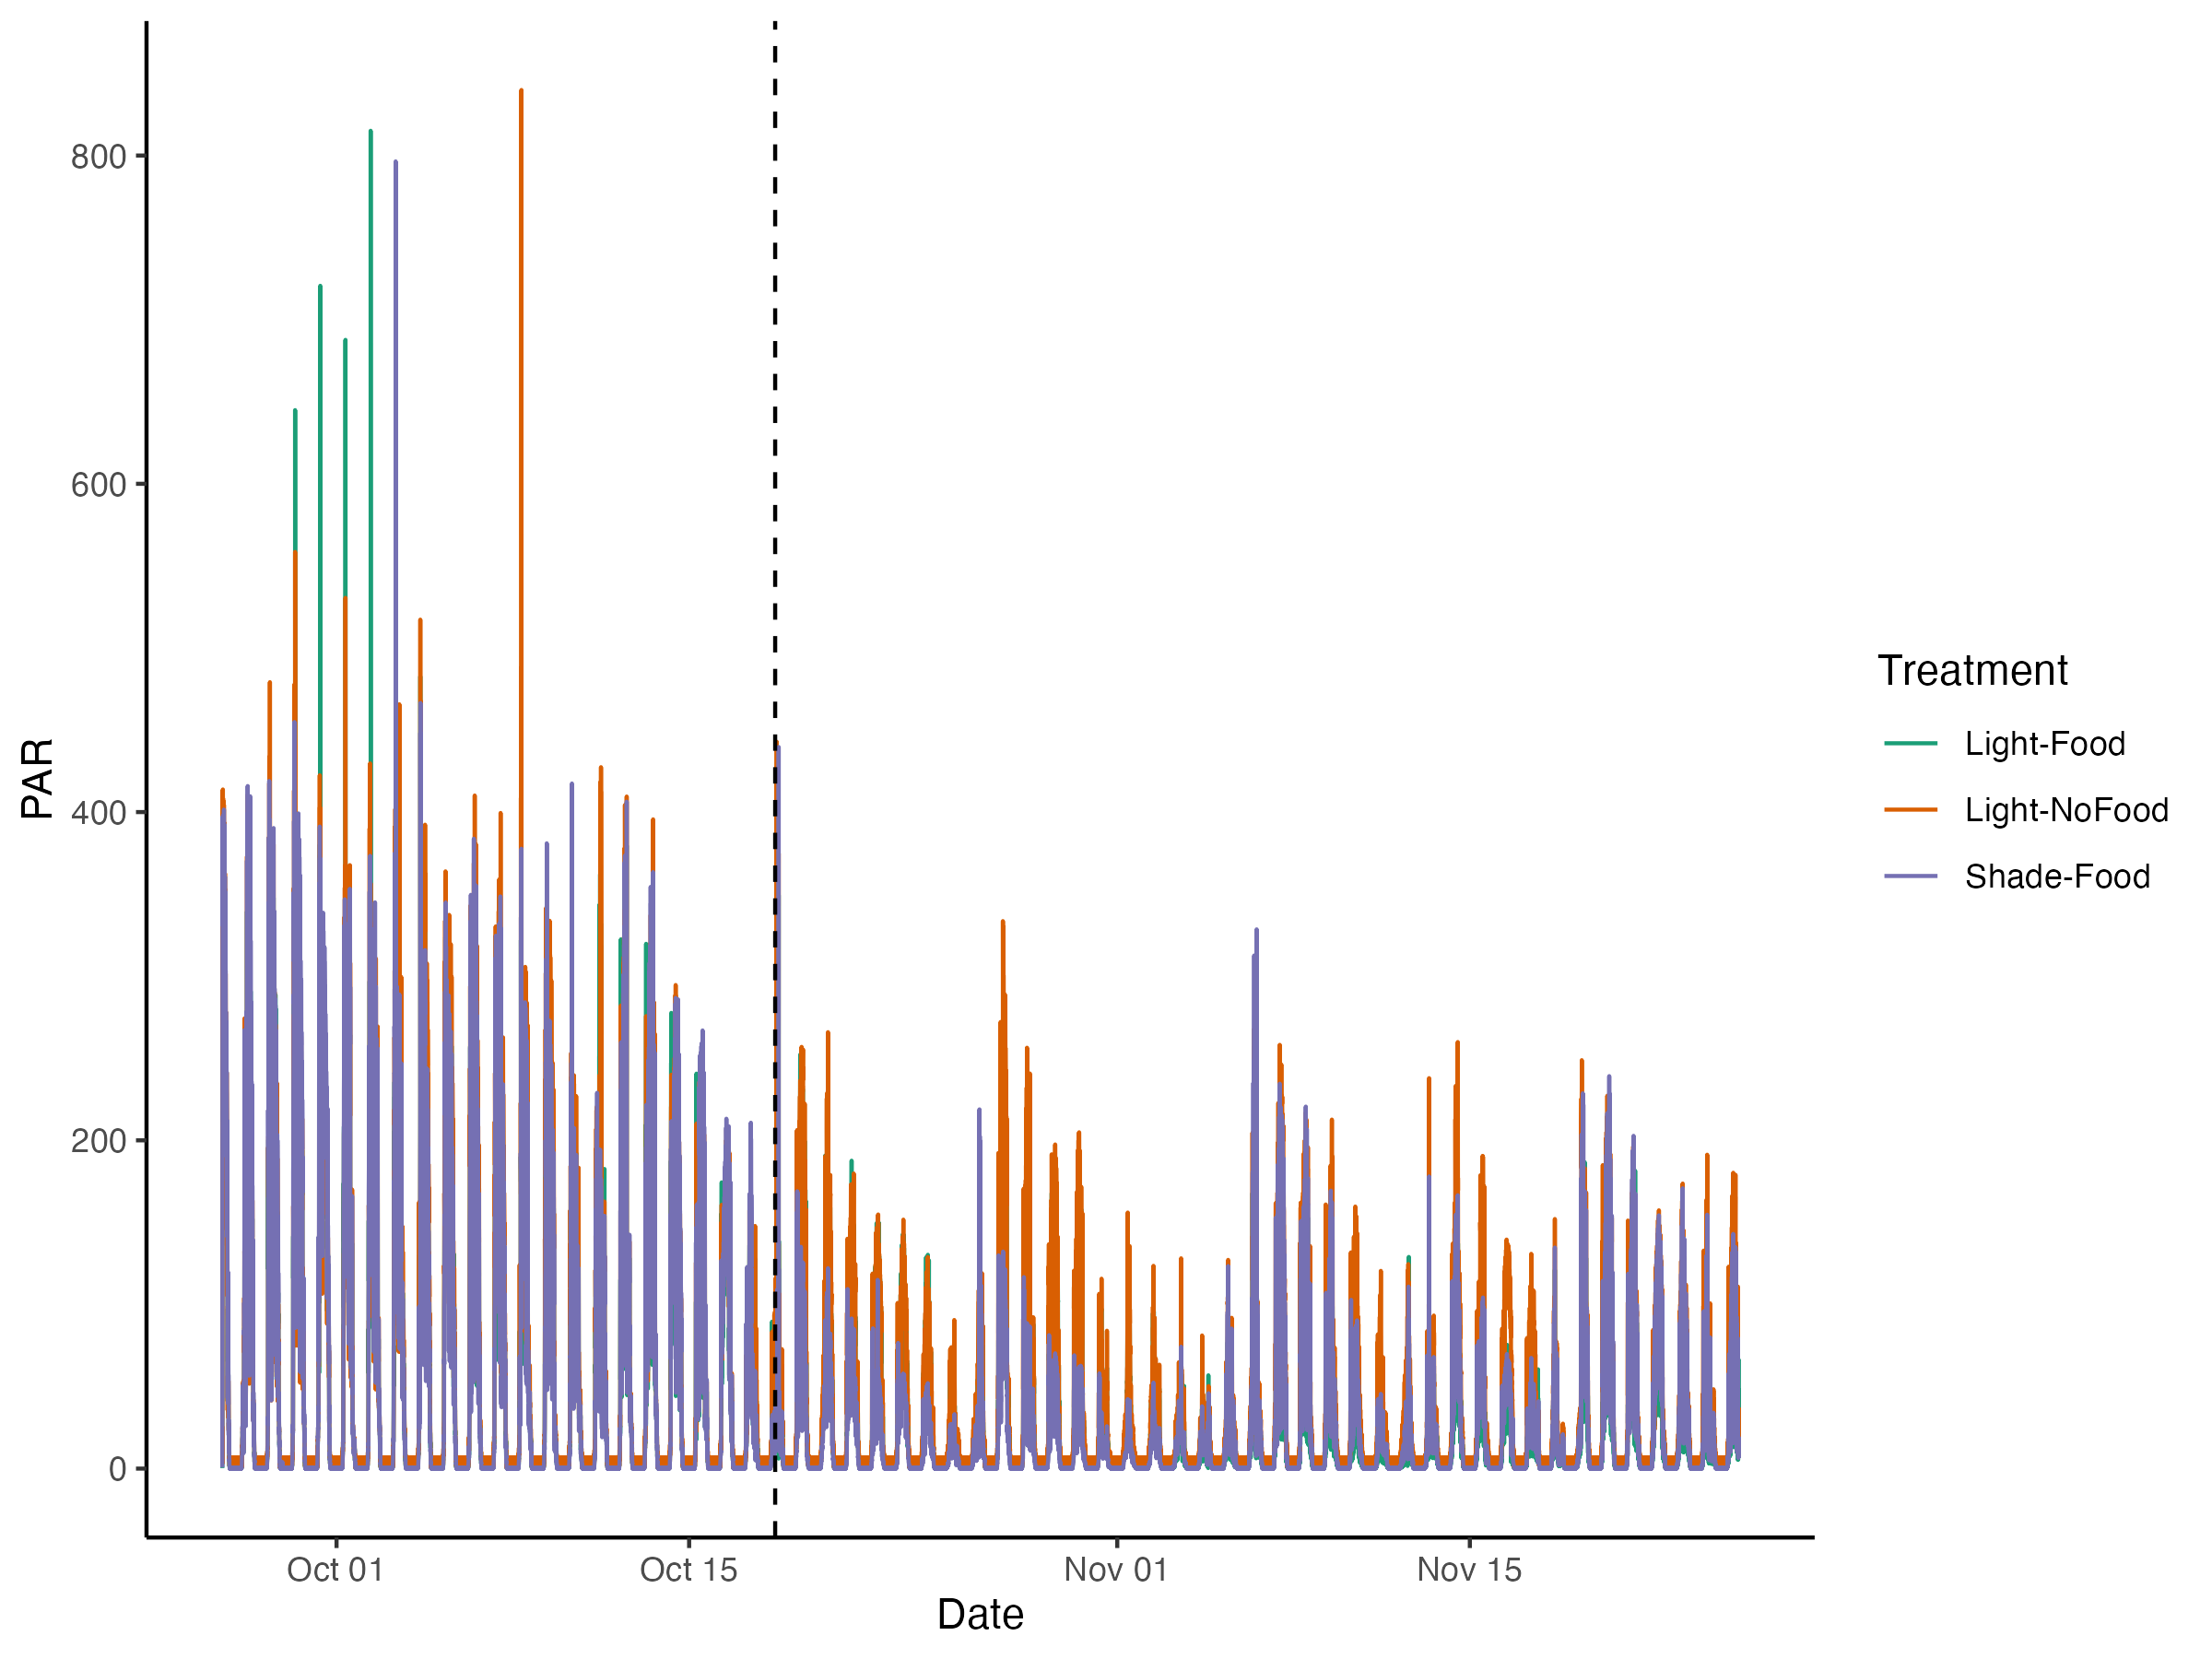 800
600
400
200
0
PAR
Oct 01
Oct 15
Nov 01
Nov 15
Date
Treatment
Light-Food
Light-NoFood
Shade-Food